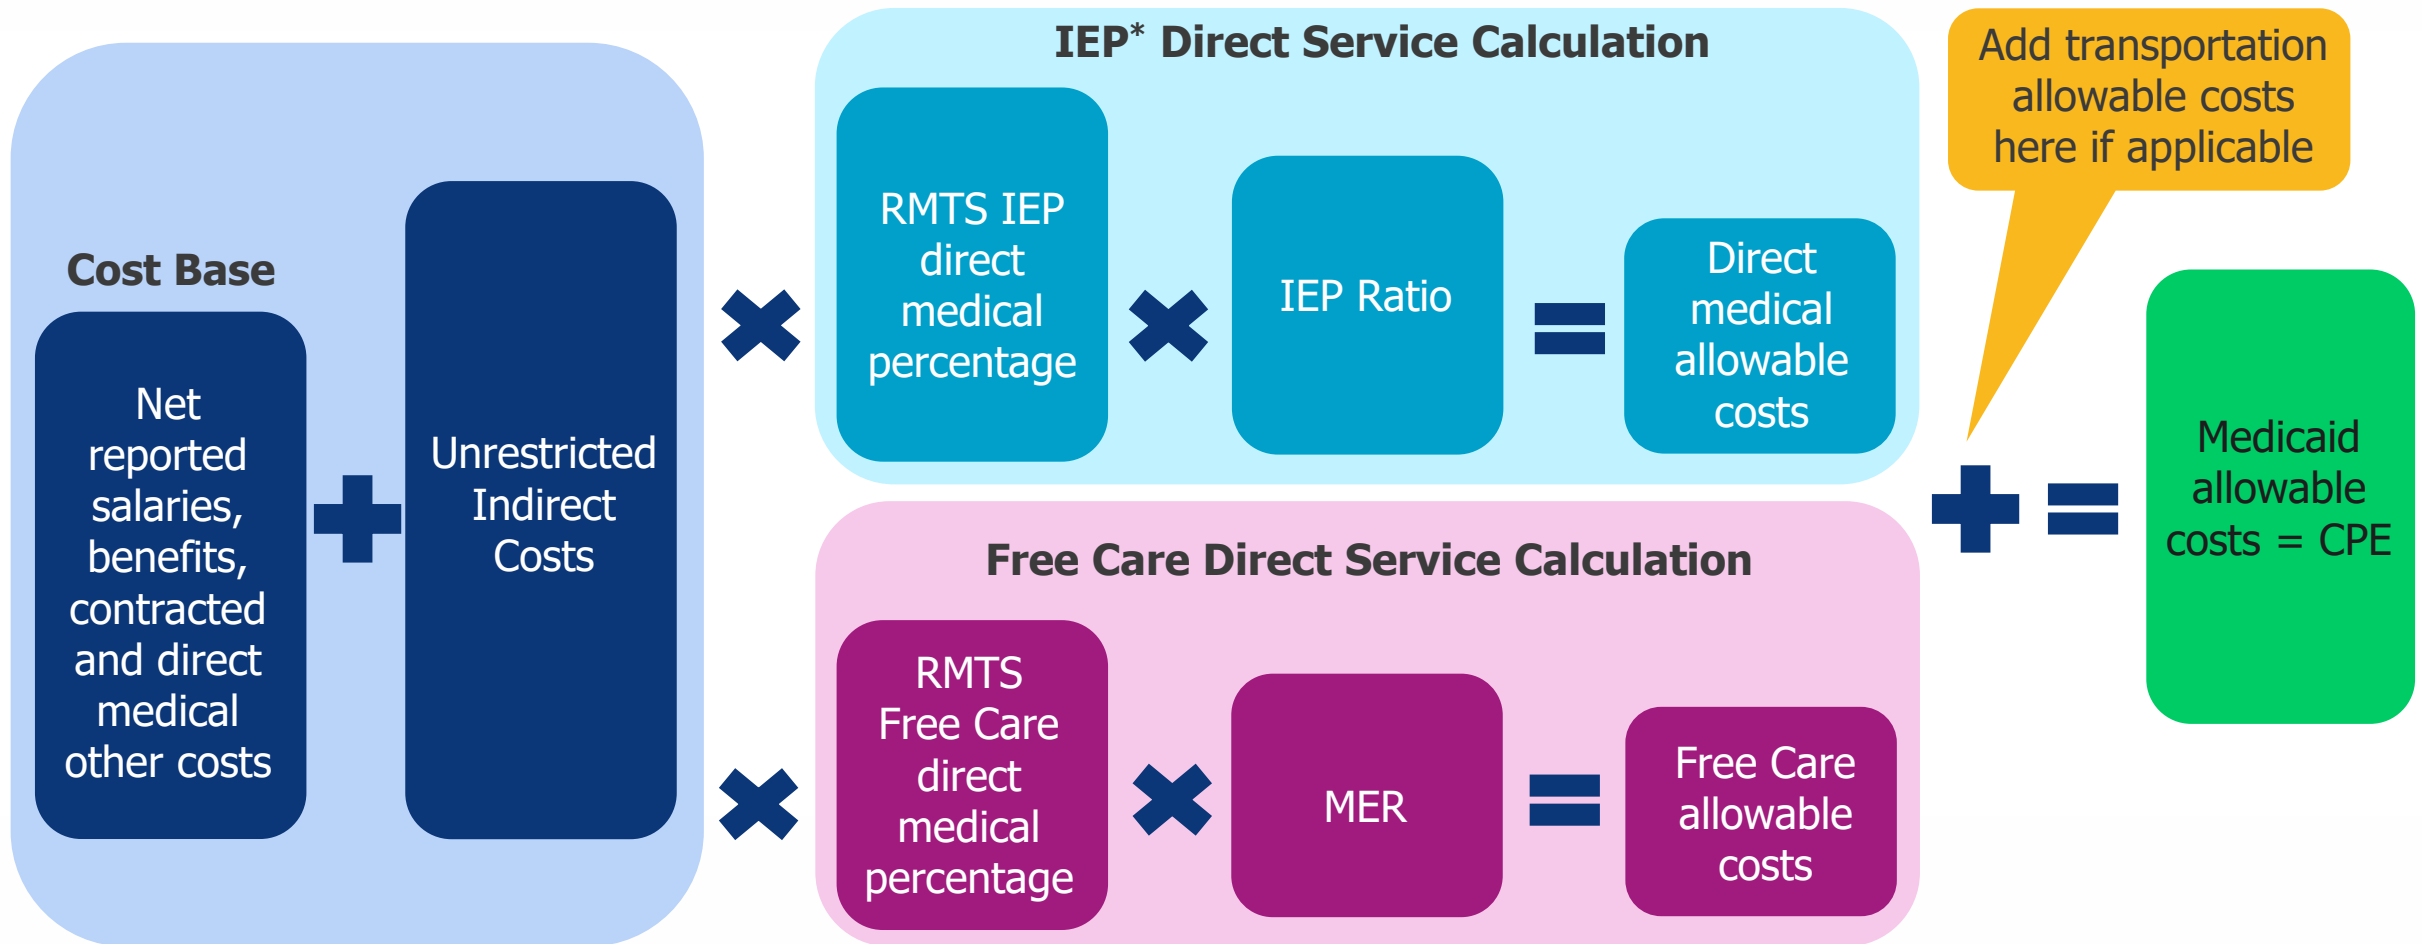 Cost Base
Net
reported
salaries,
benefits,
contracted
and direct
medical
other costs
Unrestricted
Indirect
Costs
IEP* Direct Service Calculation
RMTS IEP
direct
medical
percentage
IEP Ratio
Direct
medical
allowable
costs
Free Care Direct Service Calculation
RMTS
Free Care
direct
medical
percentage
MER
Free Care
allowable
costs
Add transportation
allowable costs
here if applicable
Medicaid
allowable
costs = CPE